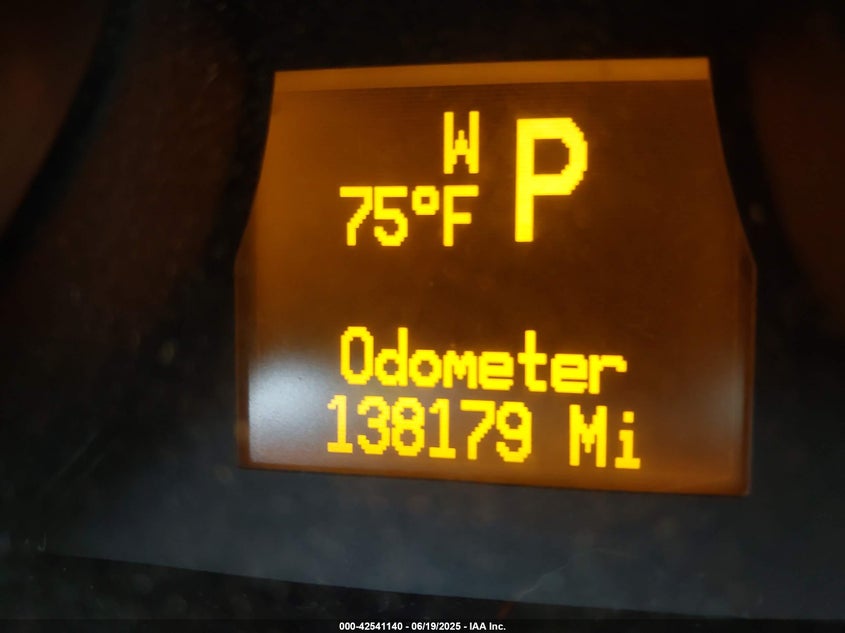 W P
75°F
Odometer
138179 Mi
000-42541140 - 06/19/2025 - IAA Inc.